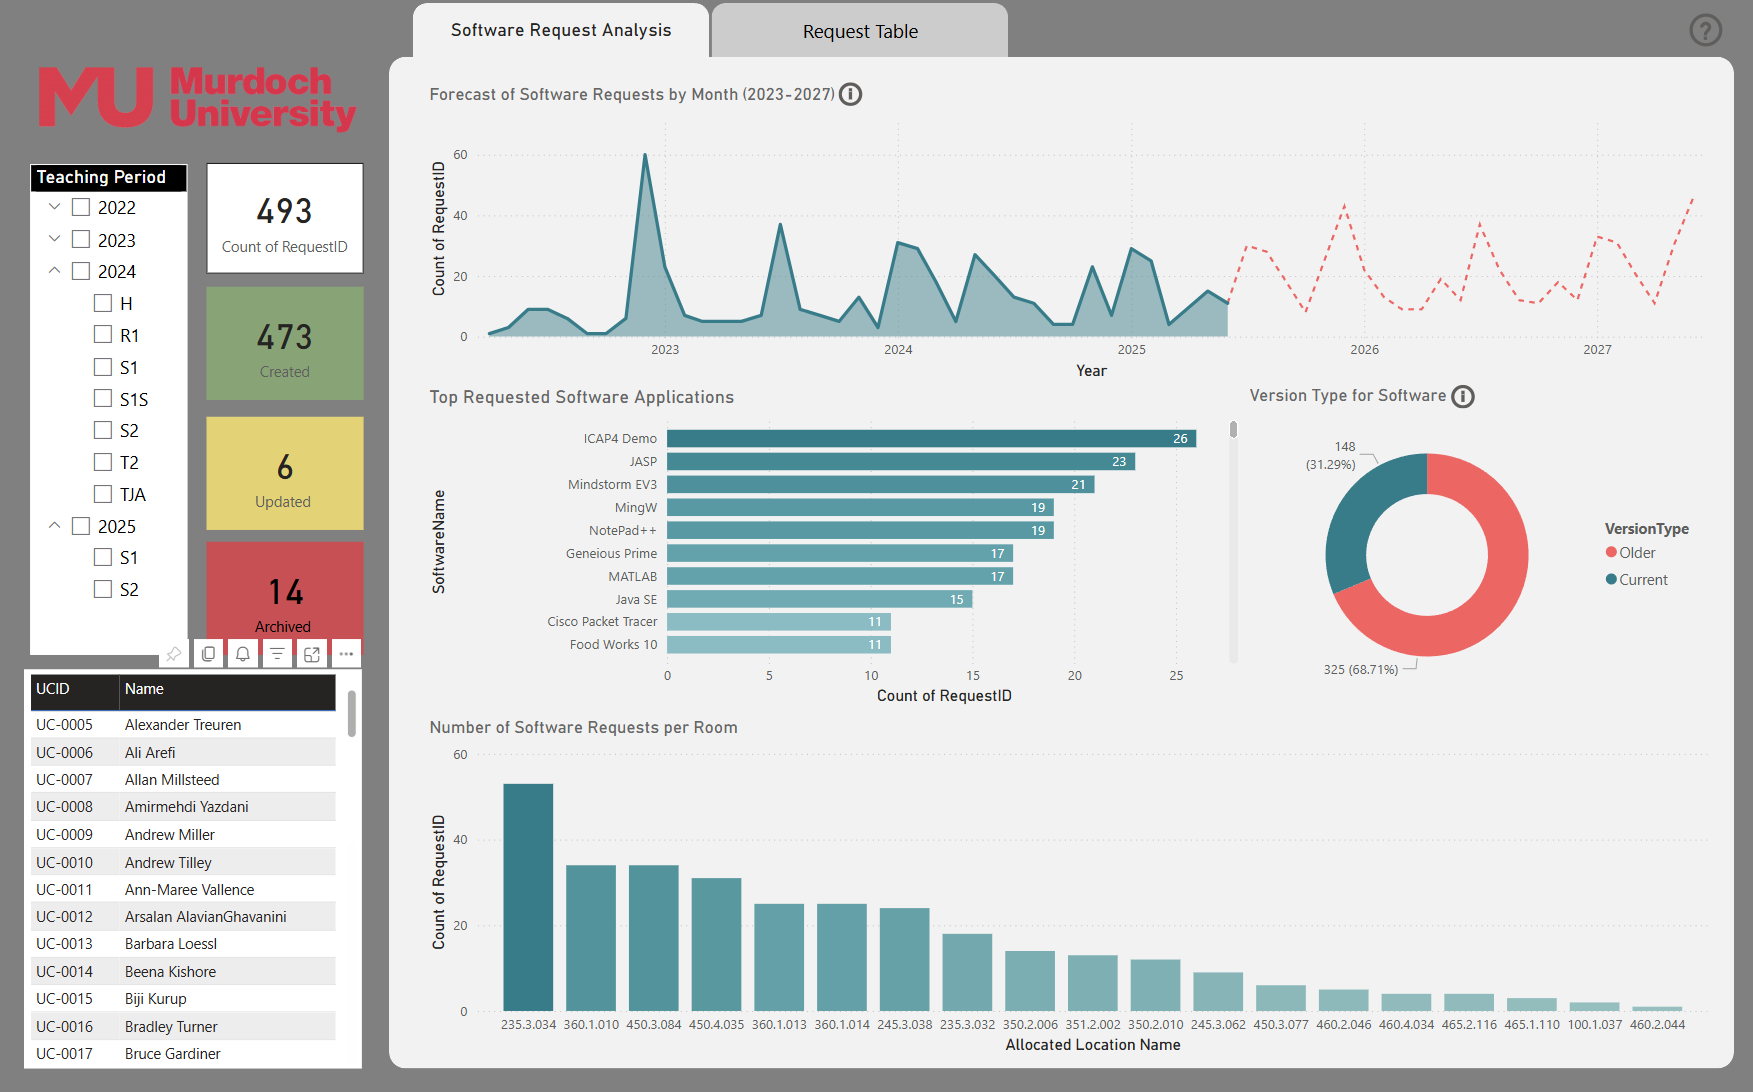 Software Request Analysis
Request Table
?
MU Murdoch
University
Teaching Period
2022
2023
2024
H
R1
S1
S1S
S2
T2
TJA
2025
S1
S2
493
Count of RequestID
473
Created
6
Updated
14
Archived
UCID Name
UC-0005 Alexander Treuren
UC-0006 Ali Arefi
UC-0007 Allan Millsteed
UC-0008 Amirmehdi Yazdani
UC-0009 Andrew Miller
UC-0010 Andrew Tilley
UC-0011 Ann-Maree Vallence
UC-0012 Arsalan AlavianGhavanini
UC-0013 Barbara Loessl
UC-0014 Beena Kishore
UC-0015 Biji Kurup
UC-0016 Bradley Turner
UC-0017 Bruce Gardiner
Forecast of Software Requests by Month (2023-2027)
Count of RequestID
60
40
20
0
2023 2024 2025 2026 2027
Year
Top Requested Software Applications
SoftwareName
ICAP4 Demo 26
JASP 23
Mindstorm EV3 21
MingW 19
NotePad++ 19
Geneious Prime 17
MATLAB 17
Java SE 15
Cisco Packet Tracer 11
Food Works 10 11
0 5 10 15 20 25
Count of RequestID
Version Type for Software
148
(31.29%)
325 (68.71%)
VersionType
Older
Current
Number of Software Requests per Room
Count of RequestID
60
40
20
0
235.3.034 360.1.010 450.3.084 450.4.035 360.1.013 360.1.014 245.3.038 235.3.032 350.2.006 351.2.002 350.2.010 245.3.062 450.3.077 460.2.046 460.4.034 465.2.116 465.1.110 100.1.037 460.2.044
Allocated Location Name